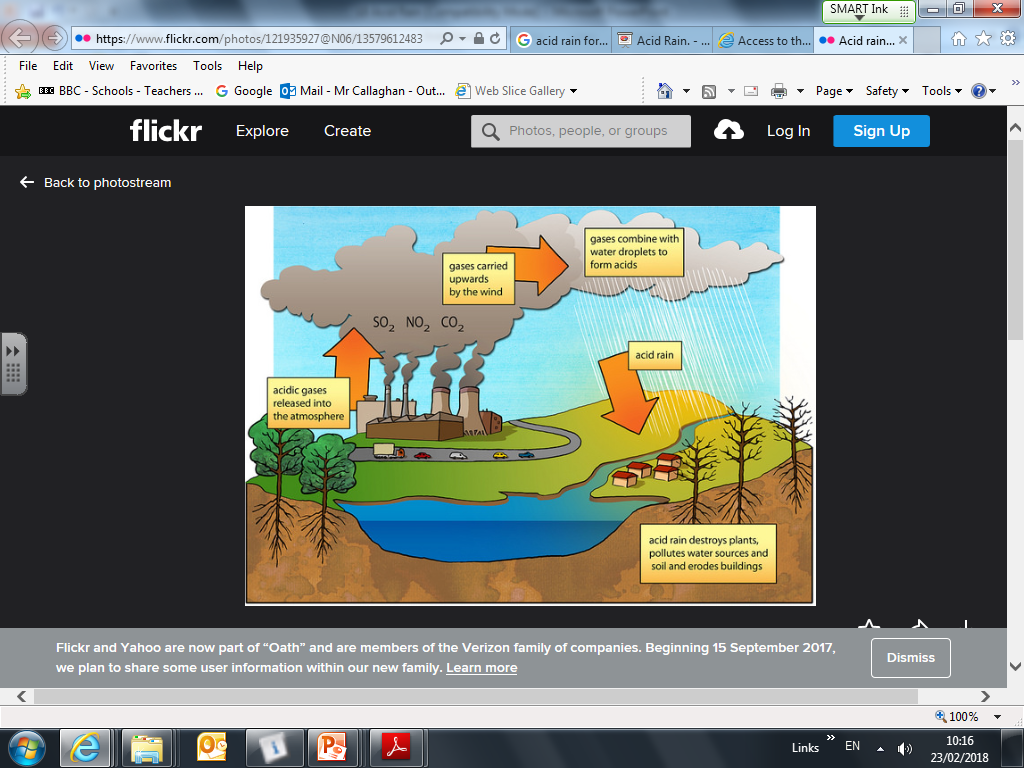 SMART Ink
https://www.flickr.com/photos/121935927@N06/13579612483
acid rain for...
Acid Rain. - ...
Access to th...
Acid rain...
File Edit View Favorites Tools Help
BBC - Schools - Teachers ...
Google
Mail - Mr Callaghan - Out...
Web Slice Gallery
Page Safety Tools
flickr Explore Create
Photos, people, or groups
Log In
Sign Up
Back to photostream
gases combine with
water droplets to
form acids
gases carried
upwards
by the wind
SO₂ NO₂ CO₂
acid rain
acidic gases
released into
the atmosphere
acid rain destroys plants,
pollutes water sources and
soil and erodes buildings
Flickr and Yahoo are now part of “Oath” and are members of the Verizon family of companies. Beginning 15 September 2017,
we plan to share some user information within our new family. Learn more
Dismiss
100%
Links
EN
10:16
23/02/2018